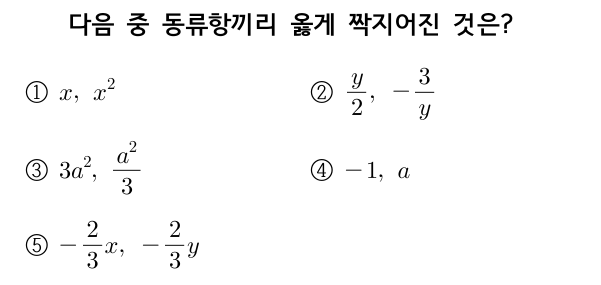 다음 중 동류항끼리 옳게 짝지어진 것은?
① $x,\ x^2$ ② $\frac{y}{2},\ -\frac{3}{y}$
③ $3a^2,\ \frac{a^2}{3}$ ④ $-1,\ a$
⑤ $-\frac{2}{3}x,\ -\frac{2}{3}y$